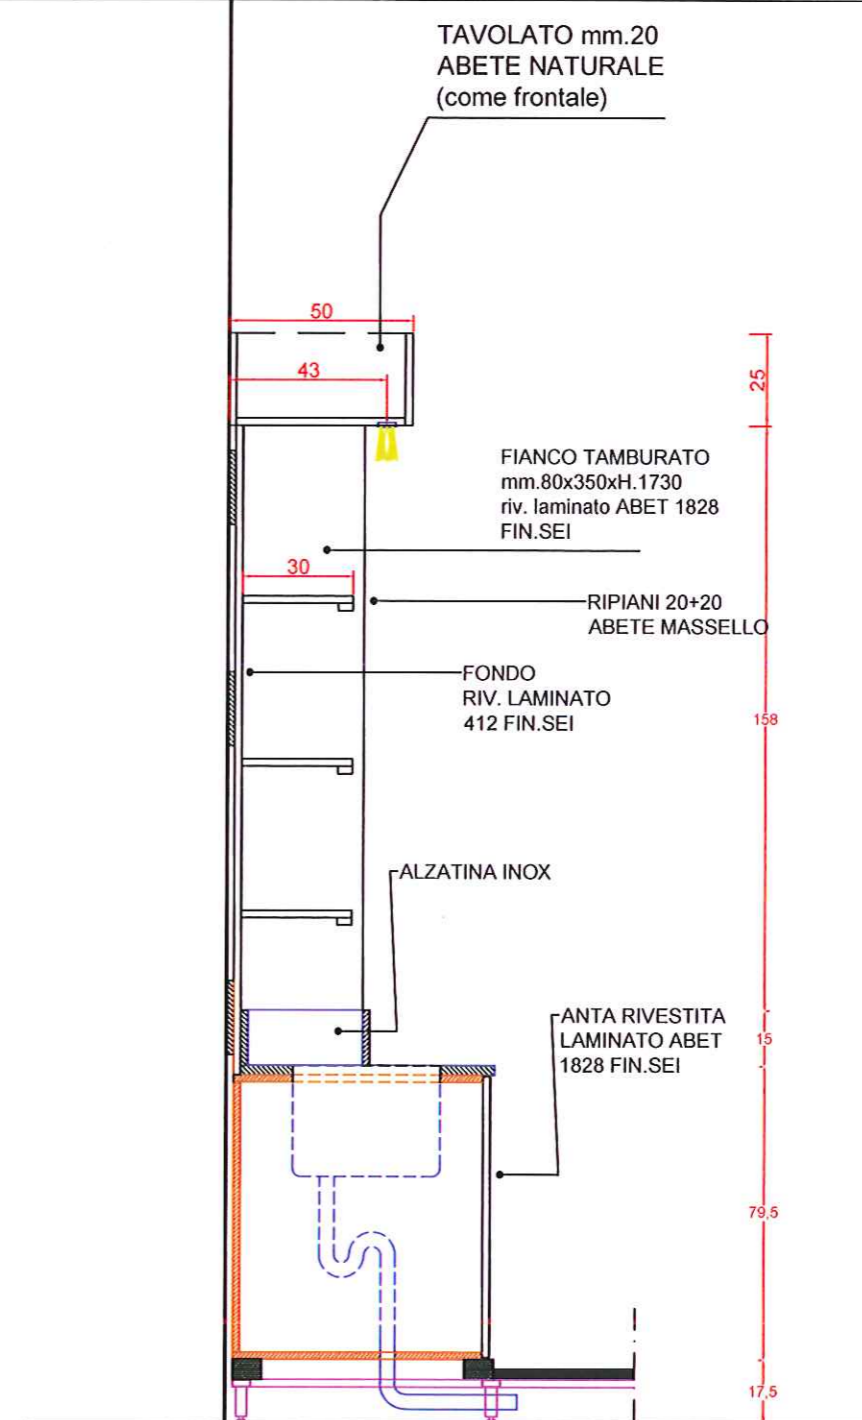 TAVOLATO mm.20
ABETE NATURALE
(come frontale)
50
43
25
FIANCO TAMBURATO
mm.80x350xH.1730
riv. laminato ABET 1828
FIN.SEI
30
RIPIANI 20+20
ABETE MASSELLO
FONDO
RIV. LAMINATO
412 FIN.SEI
158
ALZATINA INOX
ANTA RIVESTITA
LAMINATO ABET
1828 FIN.SEI
15
79,5
17,5